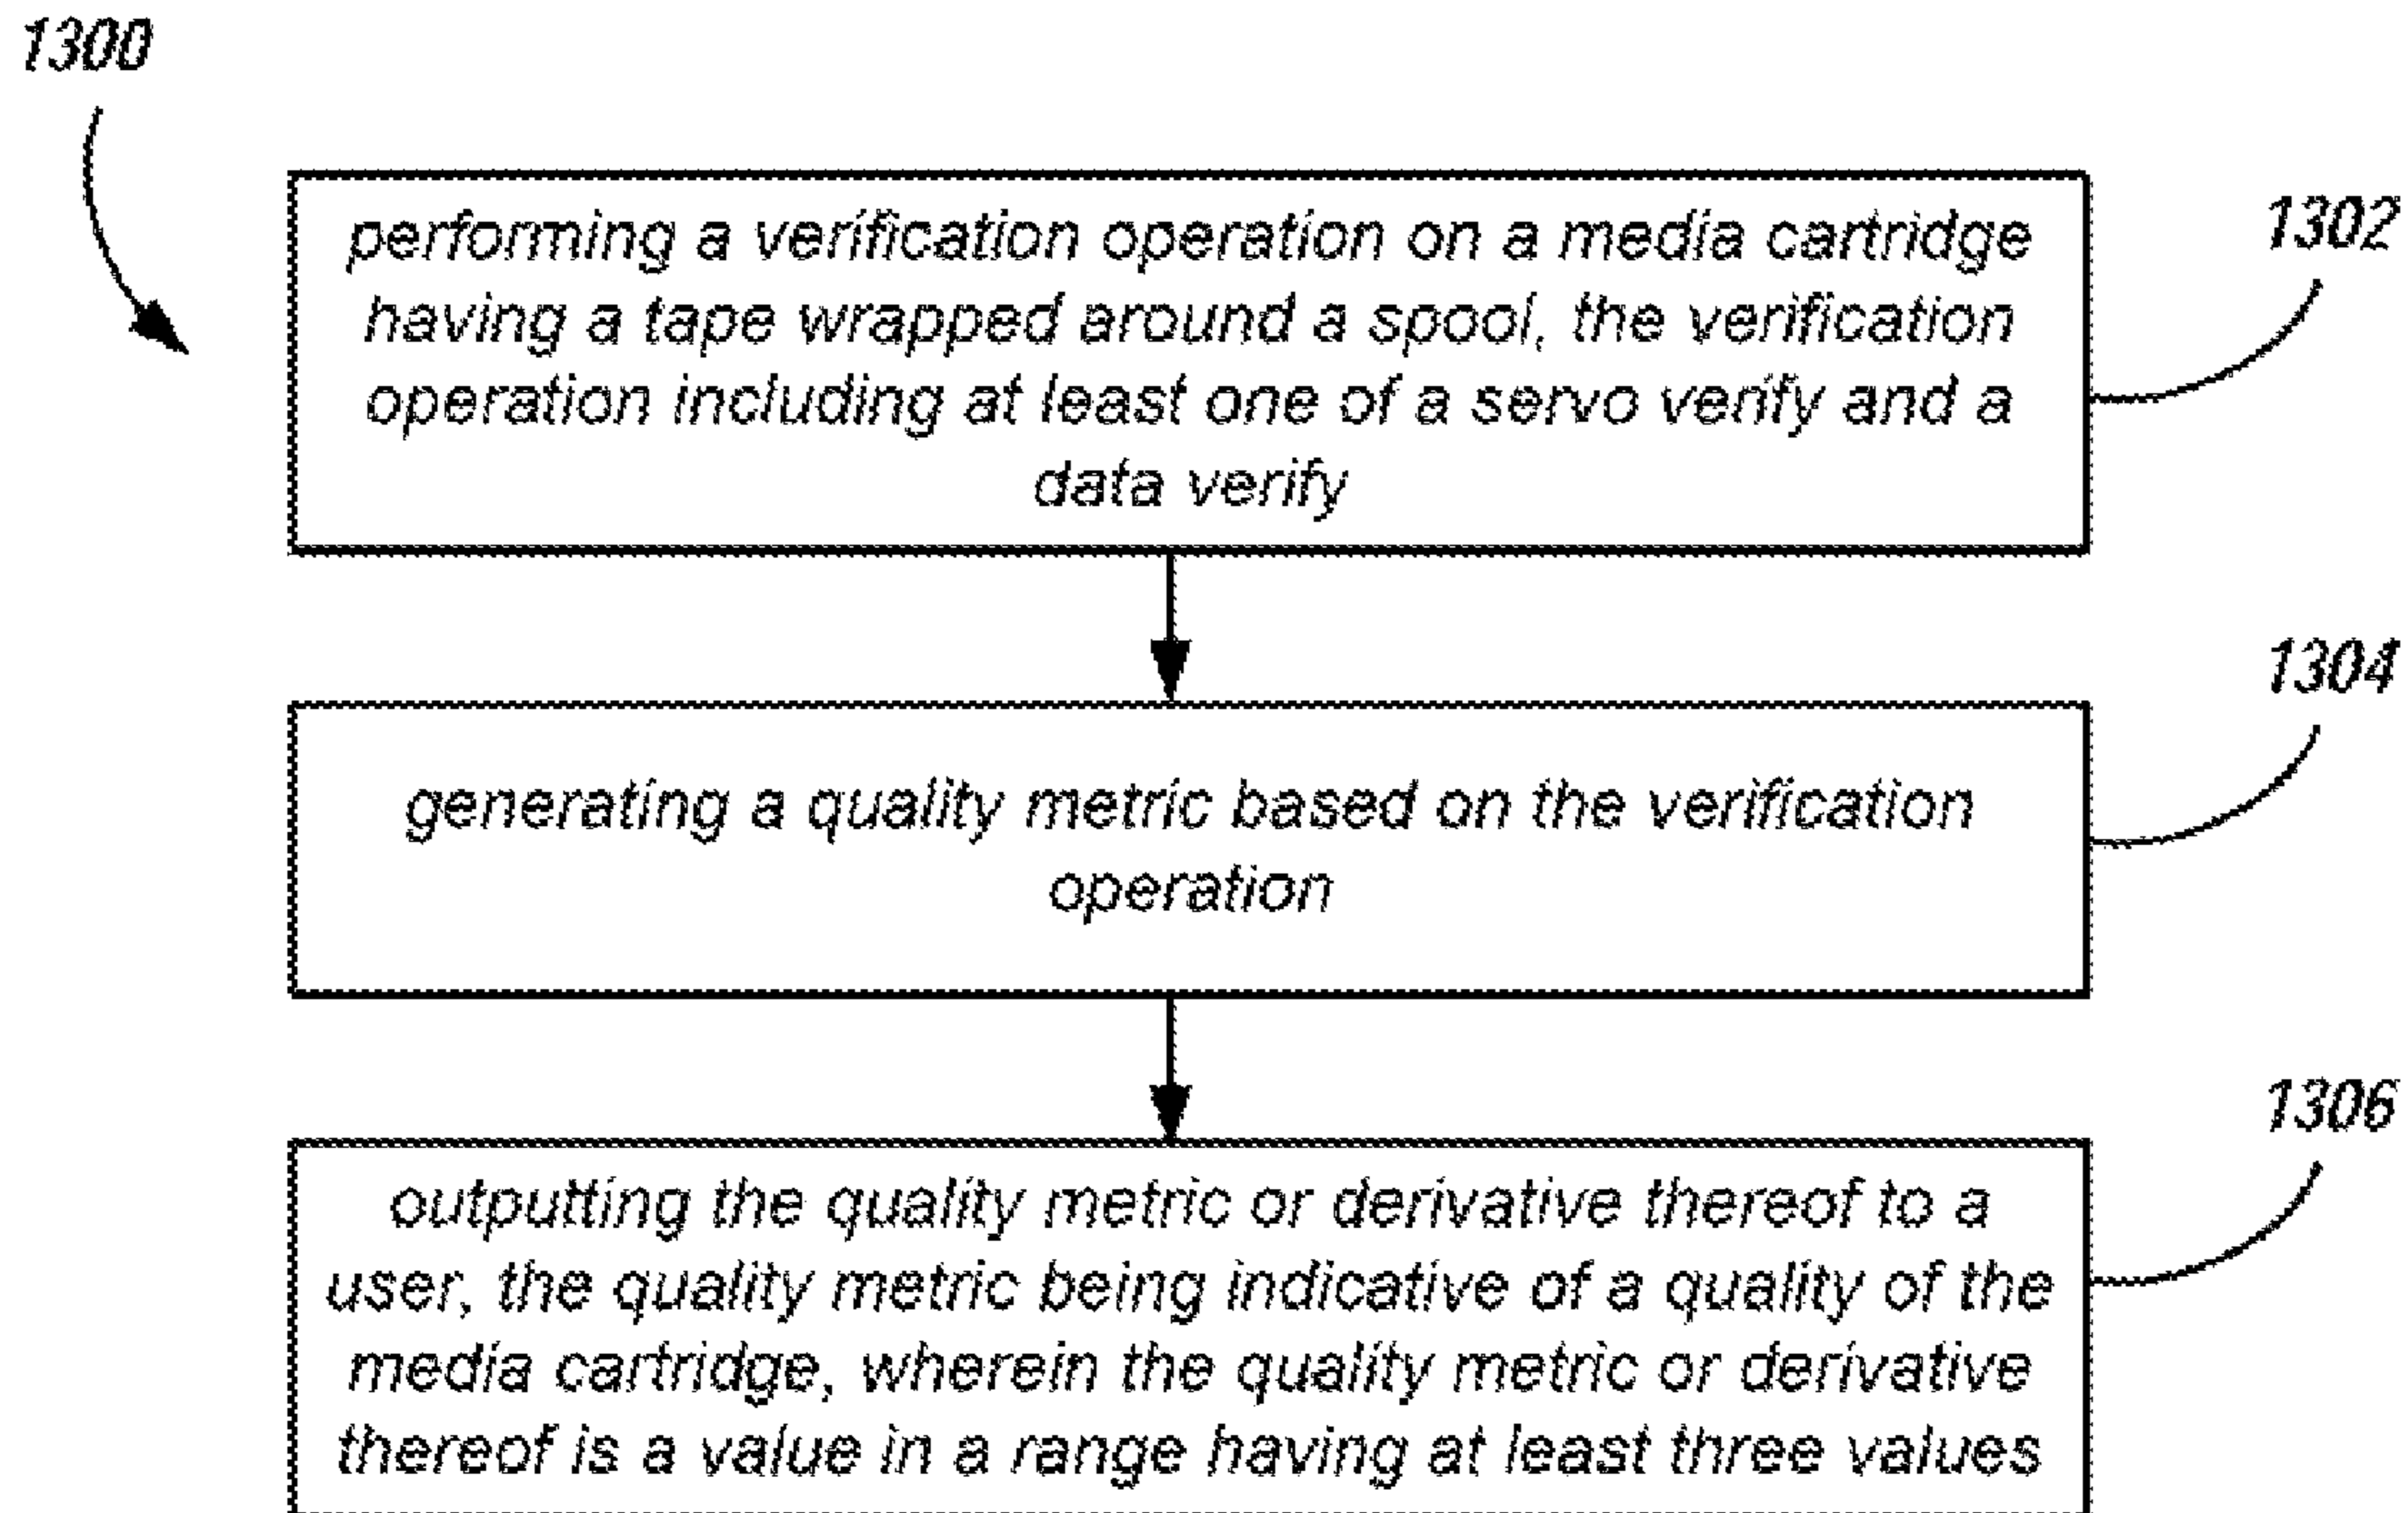 1300
performing a verification operation on a media cartridge
having a tape wrapped around a spool, the verification
operation including at least one of a servo verify and a
data verify
1302
generating a quality metric based on the verification
operation
1304
outputting the quality metric or derivative thereof to a
user, the quality metric being indicative of a quality of the
media cartridge, wherein the quality metric or derivative
thereof is a value in a range having at least three values
1306